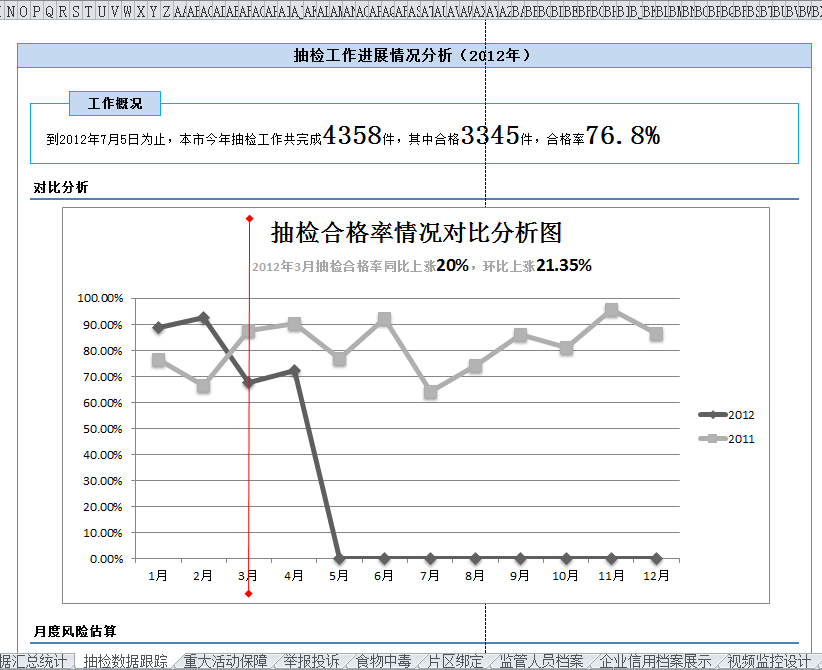 N O P Q R S T U V W X Y Z
抽检工作进展情况分析（2012年）
工作概况
到2012年7月5日为止，本市今年抽检工作共完成4358件，其中合格3345件，合格率76.8%
对比分析
抽检合格率情况对比分析图
2012年3月抽检合格率同比上涨20%，环比上涨21.35%
100.00%
90.00%
80.00%
70.00%
60.00%
50.00%
40.00%
30.00%
20.00%
10.00%
0.00%
2012
2011
1月 2月 3月 4月 5月 6月 7月 8月 9月 10月 11月 12月
月度风险估算
据汇总统计 抽检数据跟踪 重大活动保障 举报投诉 食物中毒 片区绑定 监管人员档案 企业信用档案展示 视频监控设计